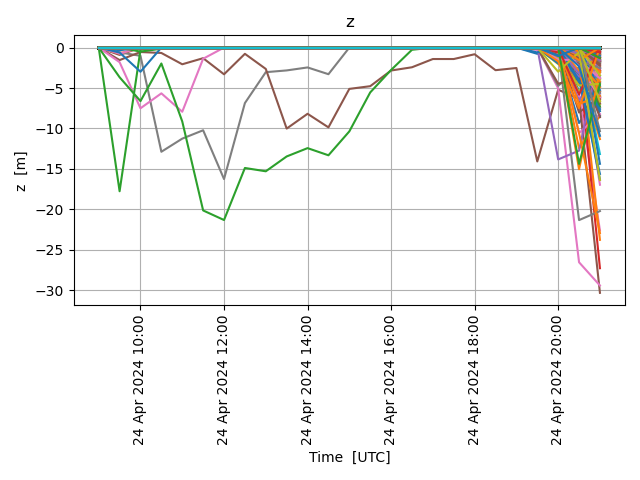 z
z [m]
0
−5
−10
−15
−20
−25
−30
24 Apr 2024 10:00
24 Apr 2024 12:00
24 Apr 2024 14:00
24 Apr 2024 16:00
24 Apr 2024 18:00
24 Apr 2024 20:00
Time [UTC]